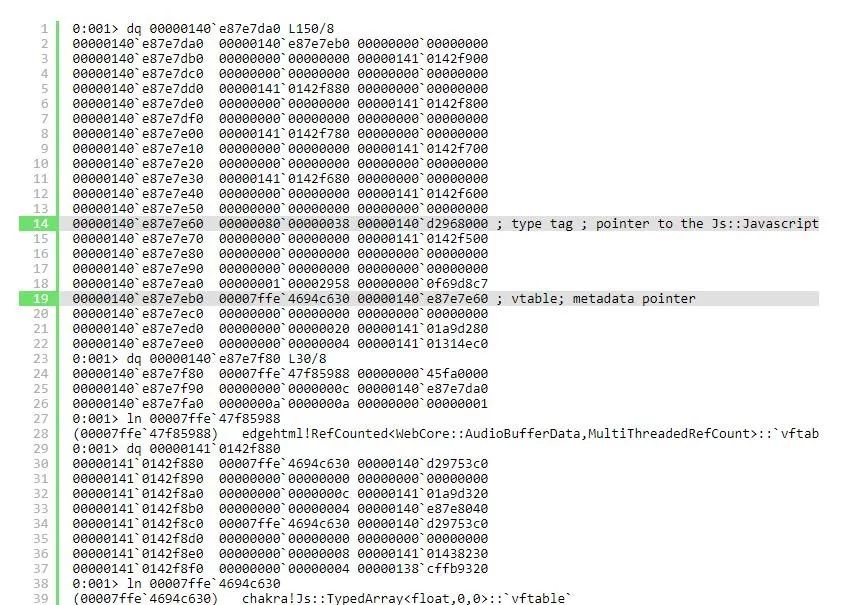 1 0:001> dq 00000140`e87e7da0 L150/8
2 00000140`e87e7da0 00000140`e87e7eb0 00000000`00000000
3 00000140`e87e7db0 00000000`00000000 00000141`0142f900
4 00000140`e87e7dc0 00000000`00000000 00000000`00000000
5 00000140`e87e7dd0 00000141`0142f880 00000000`00000000
6 00000140`e87e7de0 00000000`00000000 00000141`0142f800
7 00000140`e87e7df0 00000000`00000000 00000000`00000000
8 00000140`e87e7e00 00000141`0142f780 00000000`00000000
9 00000140`e87e7e10 00000000`00000000 00000141`0142f700
10 00000140`e87e7e20 00000000`00000000 00000000`00000000
11 00000140`e87e7e30 00000141`0142f680 00000000`00000000
12 00000140`e87e7e40 00000000`00000000 00000141`0142f600
13 00000140`e87e7e50 00000000`00000000 00000000`00000000
14 00000140`e87e7e60 00000080`00000038 00000140`d2968000 ; type tag ; pointer to the Js::Javascript
15 00000140`e87e7e70 00000000`00000000 00000141`0142f500
16 00000140`e87e7e80 00000000`00000000 00000000`00000000
17 00000140`e87e7e90 00000000`00000000 00000000`00000000
18 00000140`e87e7ea0 00000001`00002958 00000000`0f69d8c7
19 00000140`e87e7eb0 00007ffe`4694c630 00000140`e87e7e60 ; vtable; metadata pointer
20 00000140`e87e7ec0 00000000`00000000 00000000`00000000
21 00000140`e87e7ed0 00000000`00000020 00000141`01a9d280
22 00000140`e87e7ee0 00000000`00000004 00000141`01314ec0
23 0:001> dq 00000140`e87e7f80 L30/8
24 00000140`e87e7f80 00007ffe`47f85988 00000000`45fa0000
25 00000140`e87e7f90 00000000`0000000c 00000140`e87e7da0
26 00000140`e87e7fa0 0000000a`0000000a 00000000`00000001
27 0:001> ln 00007ffe`47f85988
28 (00007ffe`47f85988) edgehtml!RefCounted<WebCore::AudioBufferData,MultiThreadedRefCount>::`vftab
29 0:001> dq 00000141`0142f880
30 00000141`0142f880 00007ffe`4694c630 00000140`d29753c0
31 00000141`0142f890 00000000`00000000 00000000`00000000
32 00000141`0142f8a0 00000000`0000000c 00000141`01a9d320
33 00000141`0142f8b0 00000000`00000004 00000140`e87e8040
34 00000141`0142f8c0 00007ffe`4694c630 00000140`d29753c0
35 00000141`0142f8d0 00000000`00000000 00000000`00000000
36 00000141`0142f8e0 00000000`00000008 00000141`01438230
37 00000141`0142f8f0 00000000`00000004 00000138`cffb9320
38 0:001> ln 00007ffe`4694c630
39 (00007ffe`4694c630) chakra!Js::TypedArray<float,0,0>::`vftable`